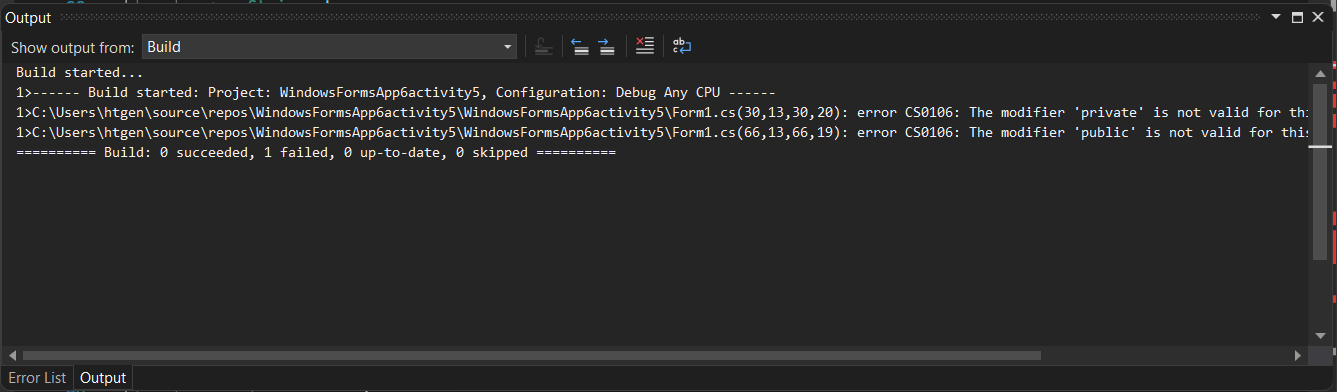 Output
Show output from: Build
Build started...
1>------ Build started: Project: WindowsFormsApp6activity5, Configuration: Debug Any CPU ------
1>C:\Users\htgen\source\repos\WindowsFormsApp6activity5\WindowsFormsApp6activity5\Form1.cs(30,13,30,20): error CS0106: The modifier 'private' is not valid for thi
1>C:\Users\htgen\source\repos\WindowsFormsApp6activity5\WindowsFormsApp6activity5\Form1.cs(66,13,66,19): error CS0106: The modifier 'public' is not valid for this
========== Build: 0 succeeded, 1 failed, 0 up-to-date, 0 skipped ==========
Error List Output